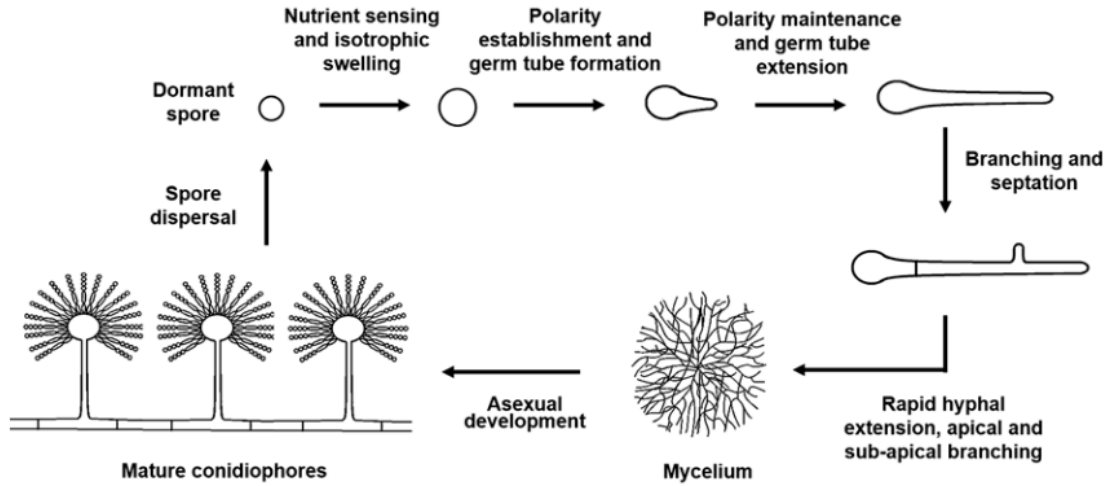 Nutrient sensing
and isotrophic
swelling
Polarity
establishment and
germ tube formation
Polarity maintenance
and germ tube
extension
Dormant
spore
Branching and
septation
Spore
dispersal
Rapid hyphal
extension, apical and
sub-apical branching
Asexual
development
Mycelium
Mature conidiophores